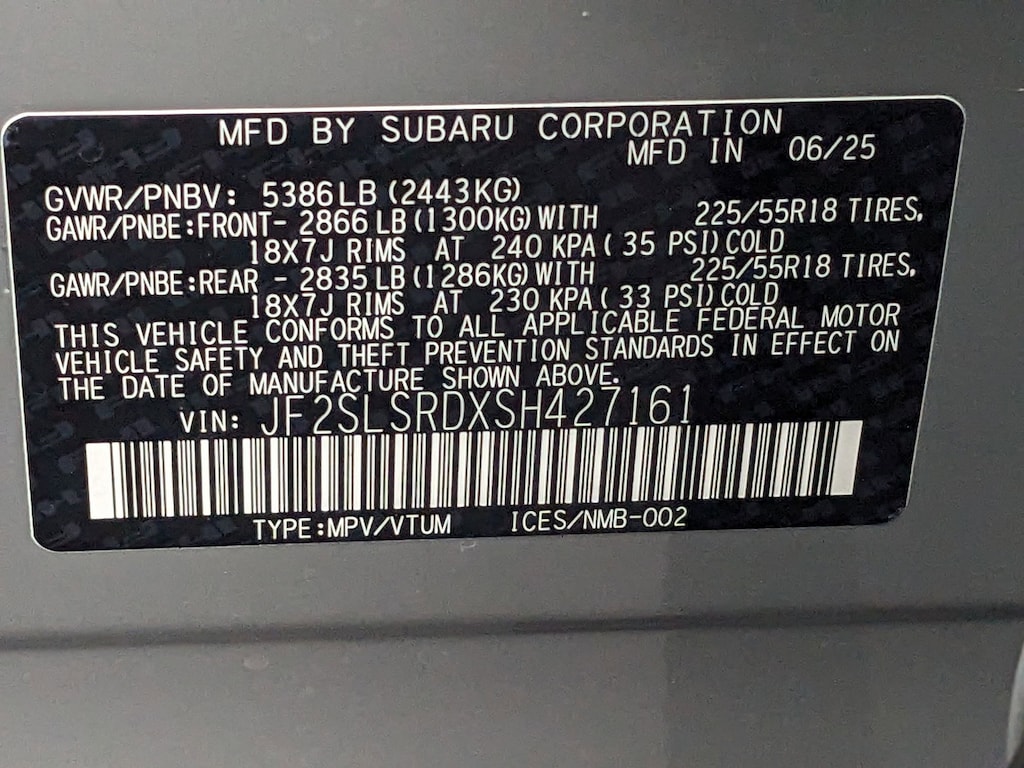 MFD BY SUBARU CORPORATION
MFD IN 06/25
GVWR/PNBV: 5386LB (2443KG)
GAWR/PNBE:FRONT- 2866 LB (1300KG) WITH 225/55R18 TIRES,
18X7J RIMS AT 240 KPA ( 35 PSI) COLD
GAWR/PNBE:REAR - 2835 LB (1286KG) WITH 225/55R18 TIRES,
18X7J RIMS AT 230 KPA ( 33 PSI) COLD
THIS VEHICLE CONFORMS TO ALL APPLICABLE FEDERAL MOTOR
VEHICLE SAFETY AND THEFT PREVENTION STANDARDS IN EFFECT ON
THE DATE OF MANUFACTURE SHOWN ABOVE.
VIN: JF2SLSRDXSH427161
TYPE:MPV/VTUM ICES/NMB-002